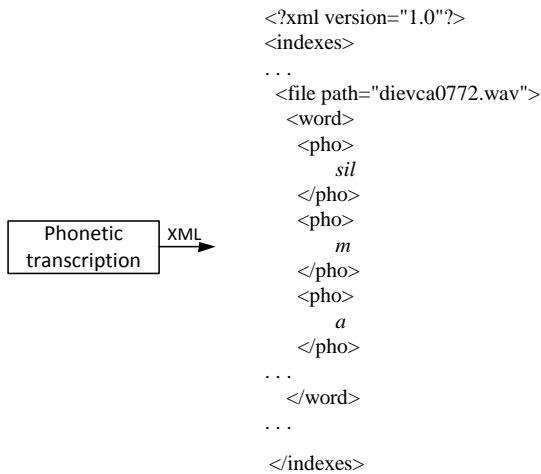 <?xml version="1.0"?>
<indexes>
. . .
<file path="dievca0772.wav">
<word>
<pho>
sil
</pho>
<pho>
m
</pho>
<pho>
a
</pho>
. . .
</word>
. . .
</indexes>
Phonetic
transcription
XML